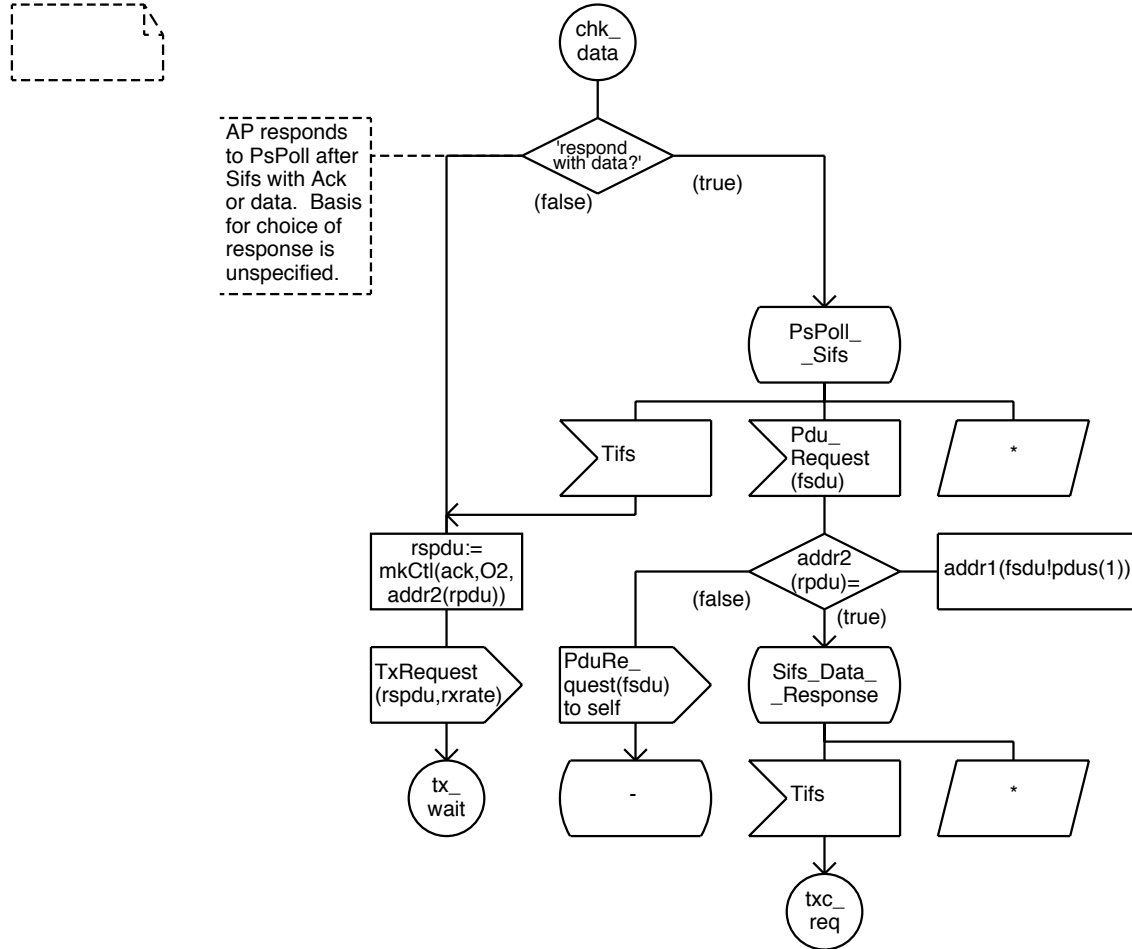 chk_
data
AP responds
to PsPoll after
Sifs with Ack
or data.  Basis
for choice of
response is
unspecified.
'respond
with data?'
(false)
(true)
PsPoll_
_Sifs
Tifs
Pdu_
Request
(fsdu)
*
rspdu:=
mkCtl(ack,O2,
addr2(rpdu))
addr2
(rpdu)=
addr1(fsdu!pdus(1))
(false)
(true)
TxRequest
(rspdu,rxrate)
PduRe_
quest(fsdu)
to self
Sifs_Data_
_Response
tx_
wait
-
Tifs
*
txc_
req